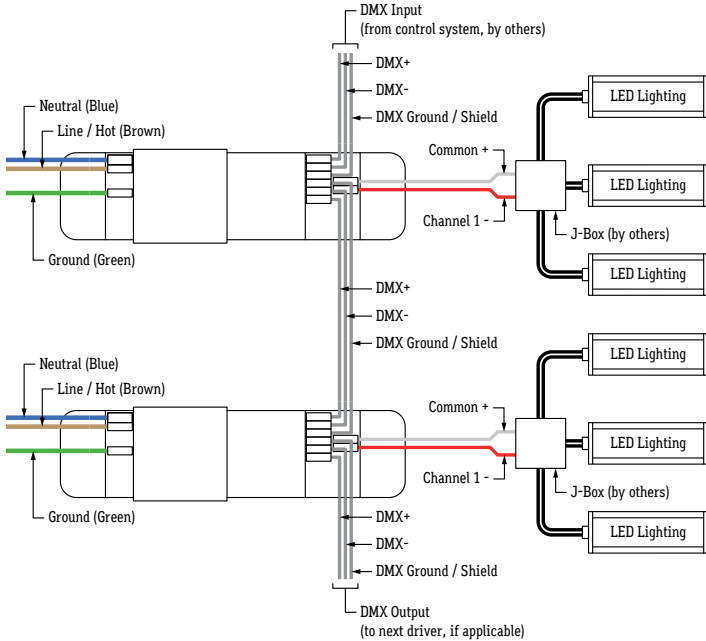 DMX Input
(from control system, by others)
DMX+
DMX-
DMX Ground / Shield
Neutral (Blue)
Line / Hot (Brown)
Ground (Green)
Common +
Channel 1 -
J-Box (by others)
LED Lighting
LED Lighting
LED Lighting
DMX+
DMX-
DMX Ground / Shield
Neutral (Blue)
Line / Hot (Brown)
Ground (Green)
Common +
Channel 1 -
J-Box (by others)
LED Lighting
LED Lighting
LED Lighting
DMX+
DMX-
DMX Ground / Shield
DMX Output
(to next driver, if applicable)